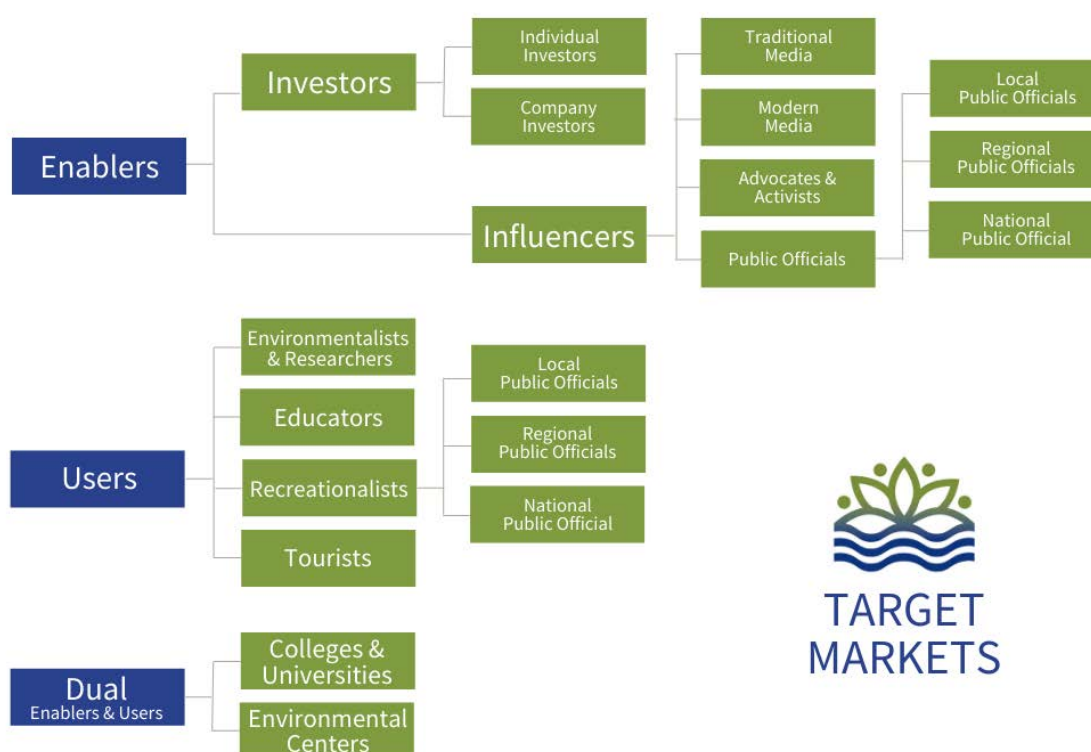 Enablers
Investors
Individual
Investors
Company
Investors
Influencers
Traditional
Media
Modern
Media
Advocates &
Activists
Public Officials
Local
Public Officials
Regional
Public Officials
National
Public Official
Users
Environmentalists
& Researchers
Educators
Recreationalists
Tourists
Local
Public Officials
Regional
Public Officials
National
Public Official
Dual
Enablers & Users
Colleges &
Universities
Environmental
Centers
TARGET
MARKETS